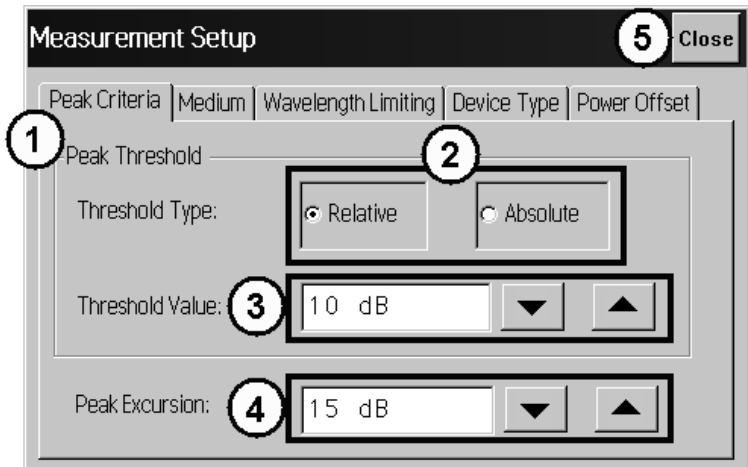 Measurement Setup
5
Close
Peak Criteria
Medium
Wavelength Limiting
Device Type
Power Offset
1
Peak Threshold
2
Threshold Type:
Relative
Absolute
Threshold Value:
3
10 dB
Peak Excursion:
4
15 dB